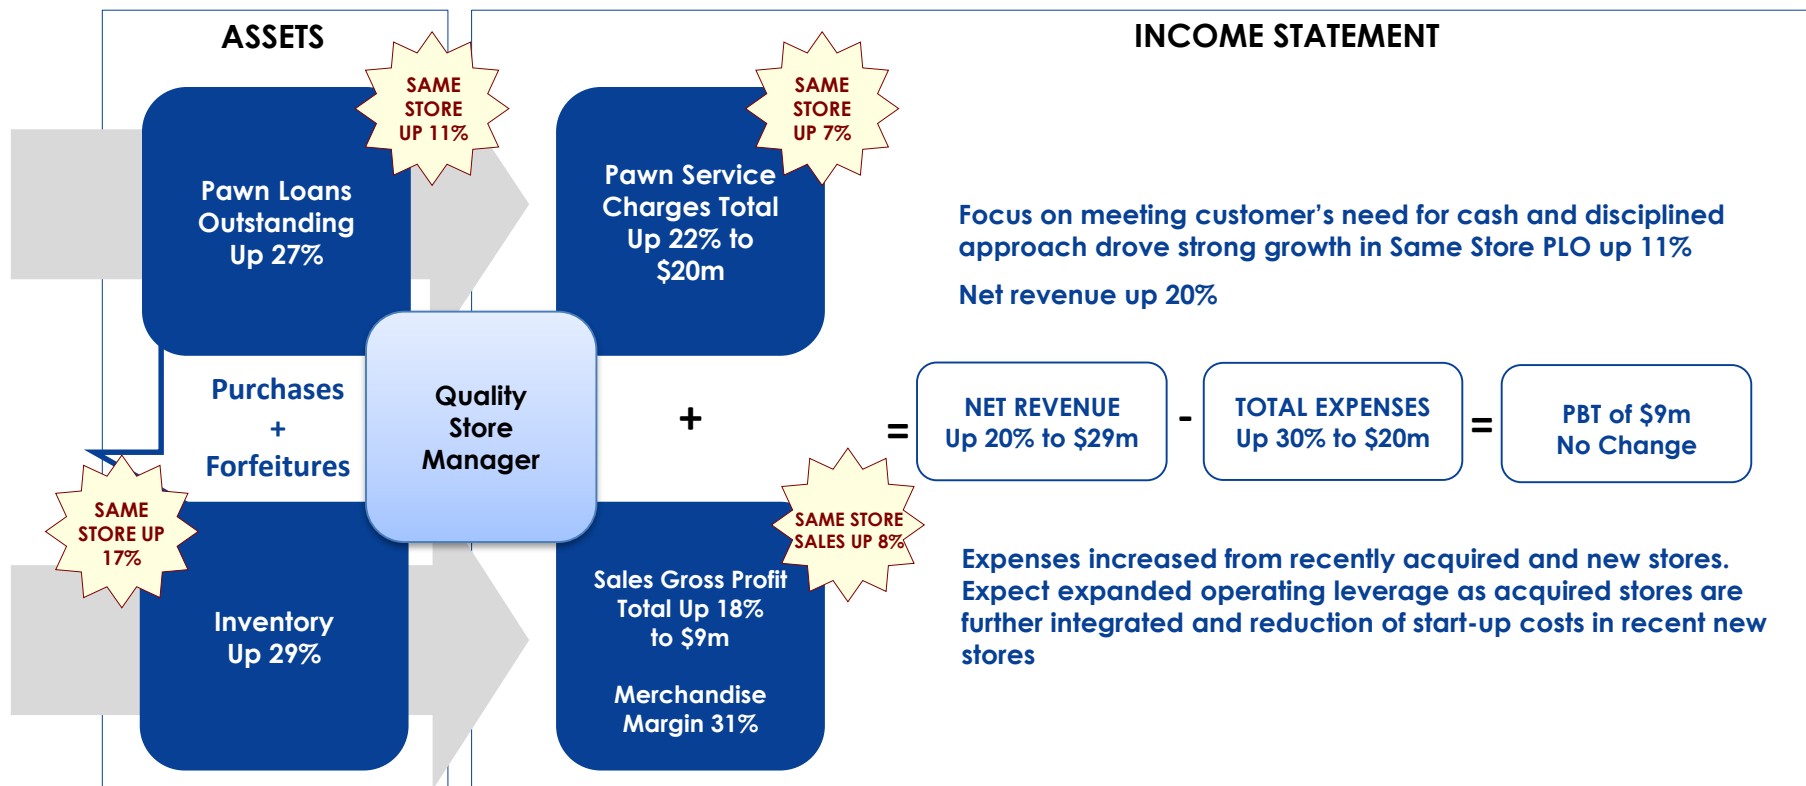 ASSETS
INCOME STATEMENT
SAME
STORE
UP 11%
SAME
STORE
UP 7%
Pawn Loans
Outstanding
Up 27%
Pawn Service
Charges Total
Up 22% to
$20m
Focus on meeting customer’s need for cash and disciplined
approach drove strong growth in Same Store PLO up 11%
Net revenue up 20%
Purchases
+
Forfeitures
Quality
Store
Manager
+
=
NET REVENUE
Up 20% to $29m
-
TOTAL EXPENSES
Up 30% to $20m
=
PBT of $9m
No Change
SAME
STORE UP
17%
SAME STORE
SALES UP 8%
Inventory
Up 29%
Sales Gross Profit
Total Up 18%
to $9m
Merchandise
Margin 31%
Expenses increased from recently acquired and new stores.
Expect expanded operating leverage as acquired stores are
further integrated and reduction of start-up costs in recent new
stores